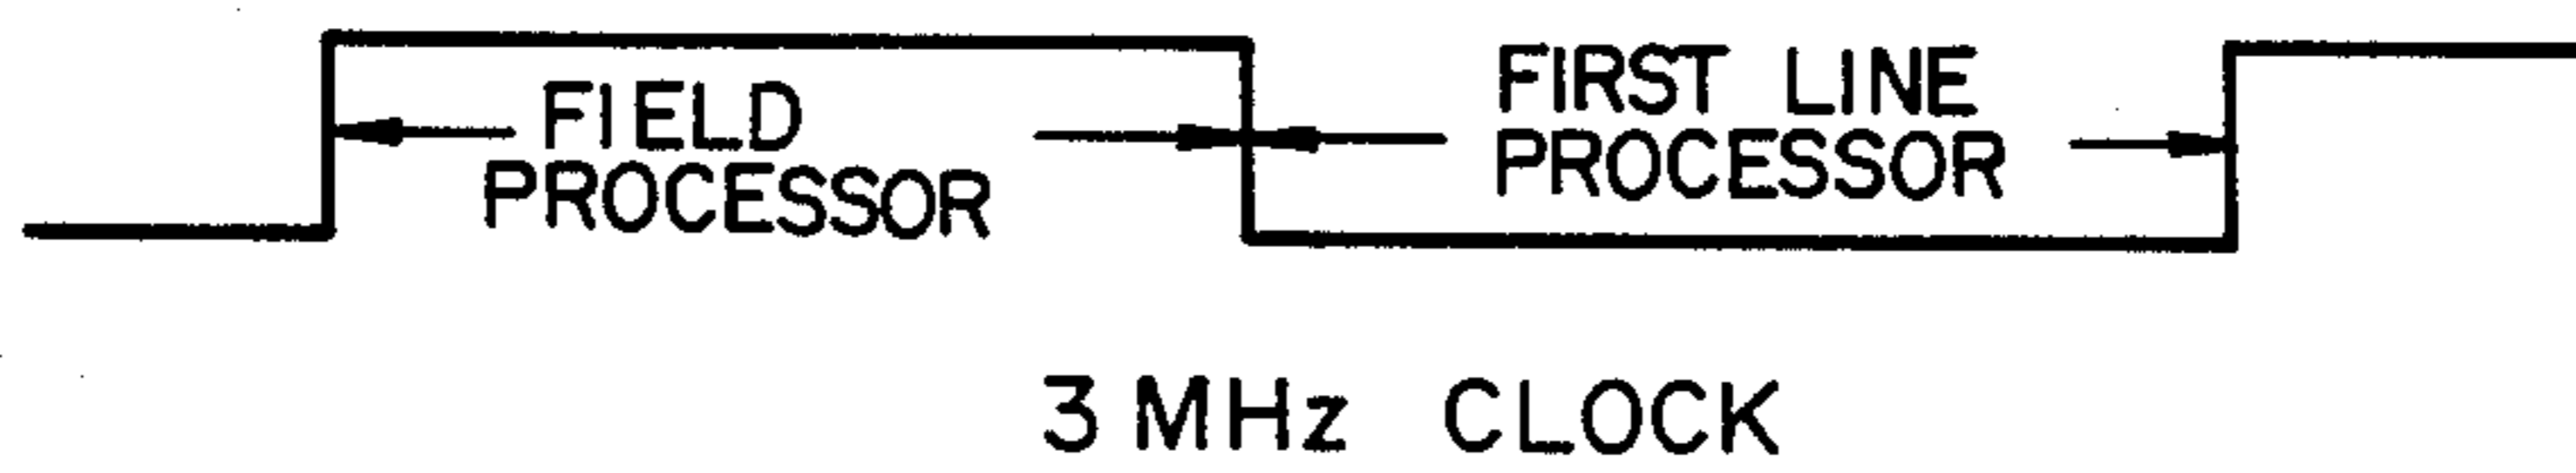 FIELD
PROCESSOR
FIRST LINE
PROCESSOR
3 MHz CLOCK